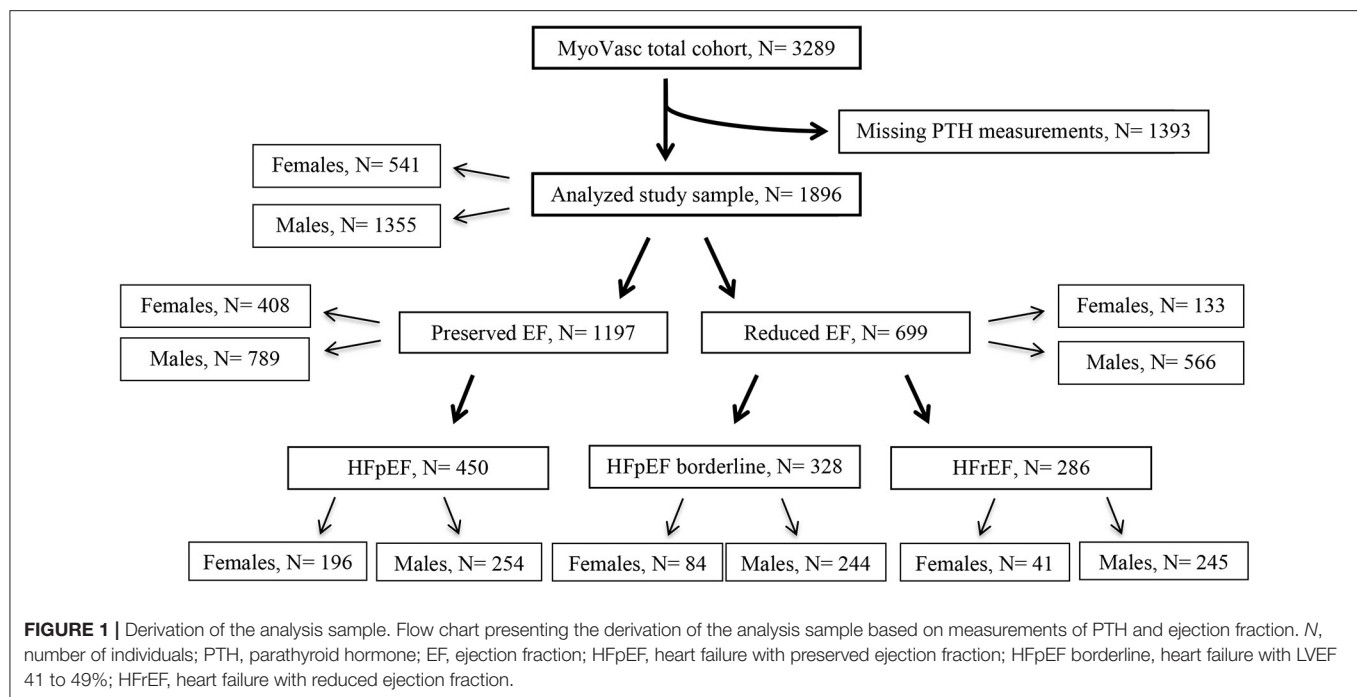 MyoVasc total cohort, N= 3289
Missing PTH measurements, N= 1393
Females, N= 541
Analyzed study sample, N= 1896
Males, N= 1355
Females, N= 408
Preserved EF, N= 1197
Males, N= 789
Reduced EF, N= 699
Females, N= 133
Males, N= 566
HFpEF, N= 450
HFpEF borderline, N= 328
HFrEF, N= 286
Females, N= 196
Males, N= 254
Females, N= 84
Males, N= 244
Females, N= 41
Males, N= 245
FIGURE 1 | Derivation of the analysis sample. Flow chart presenting the derivation of the analysis sample based on measurements of PTH and ejection fraction. N,
number of individuals; PTH, parathyroid hormone; EF, ejection fraction; HFpEF, heart failure with preserved ejection fraction; HFpEF borderline, heart failure with LVEF
41 to 49%; HFrEF, heart failure with reduced ejection fraction.